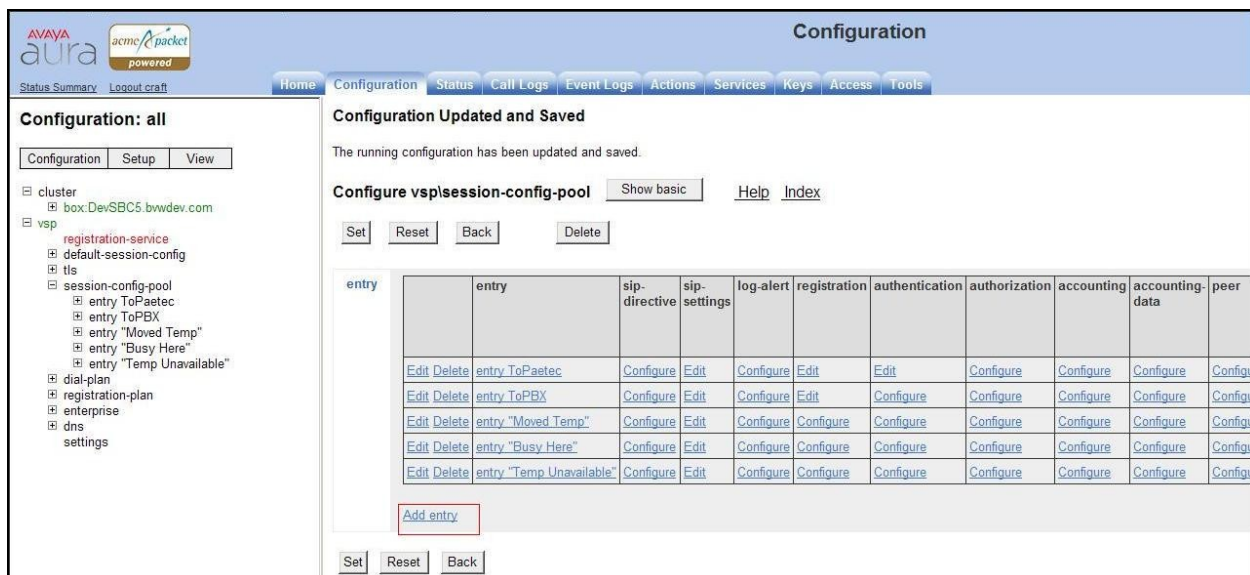 AVAYA
aura
acme packet
powered
Configuration
Status Summary Logout craft
Home Configuration Status Call Logs Event Logs Actions Services Keys Access Tools
Configuration: all
Configuration Setup View
cluster
box:DevSBC5.bvwdev.com
vsp
registration-service
default-session-config
tls
session-config-pool
entry ToPaetec
entry ToPBX
entry "Moved Temp"
entry "Busy Here"
entry "Temp Unavailable"
dial-plan
registration-plan
enterprise
dns
settings
Configuration Updated and Saved
The running configuration has been updated and saved.
Configure vsp\session-config-pool Show basic Help Index
Set Reset Back Delete
entry
entry sip-directive sip-settings log-alert registration authentication authorization accounting accounting-data peer
Edit Delete entry ToPaetec Configure Edit Configure Edit Edit Configure Configure Configure Configu
Edit Delete entry ToPBX Configure Edit Configure Edit Configure Configure Configure Configure Configu
Edit Delete entry "Moved Temp" Configure Edit Configure Configure Configure Configure Configure Configure Configu
Edit Delete entry "Busy Here" Configure Edit Configure Configure Configure Configure Configure Configure Configu
Edit Delete entry "Temp Unavailable" Configure Edit Configure Configure Configure Configure Configure Configure Configu
Add entry
Set Reset Back